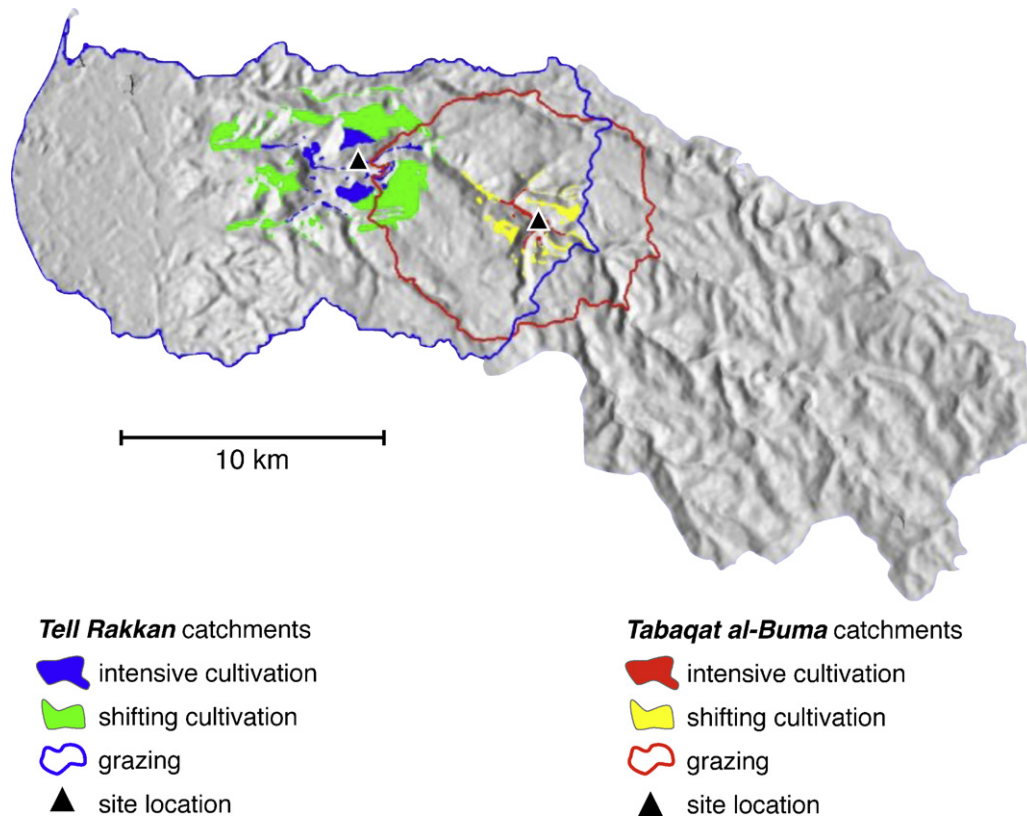 10 km
Tell Rakkan catchments
intensive cultivation
shifting cultivation
grazing
site location
Tabaqat al-Buma catchments
intensive cultivation
shifting cultivation
grazing
site location